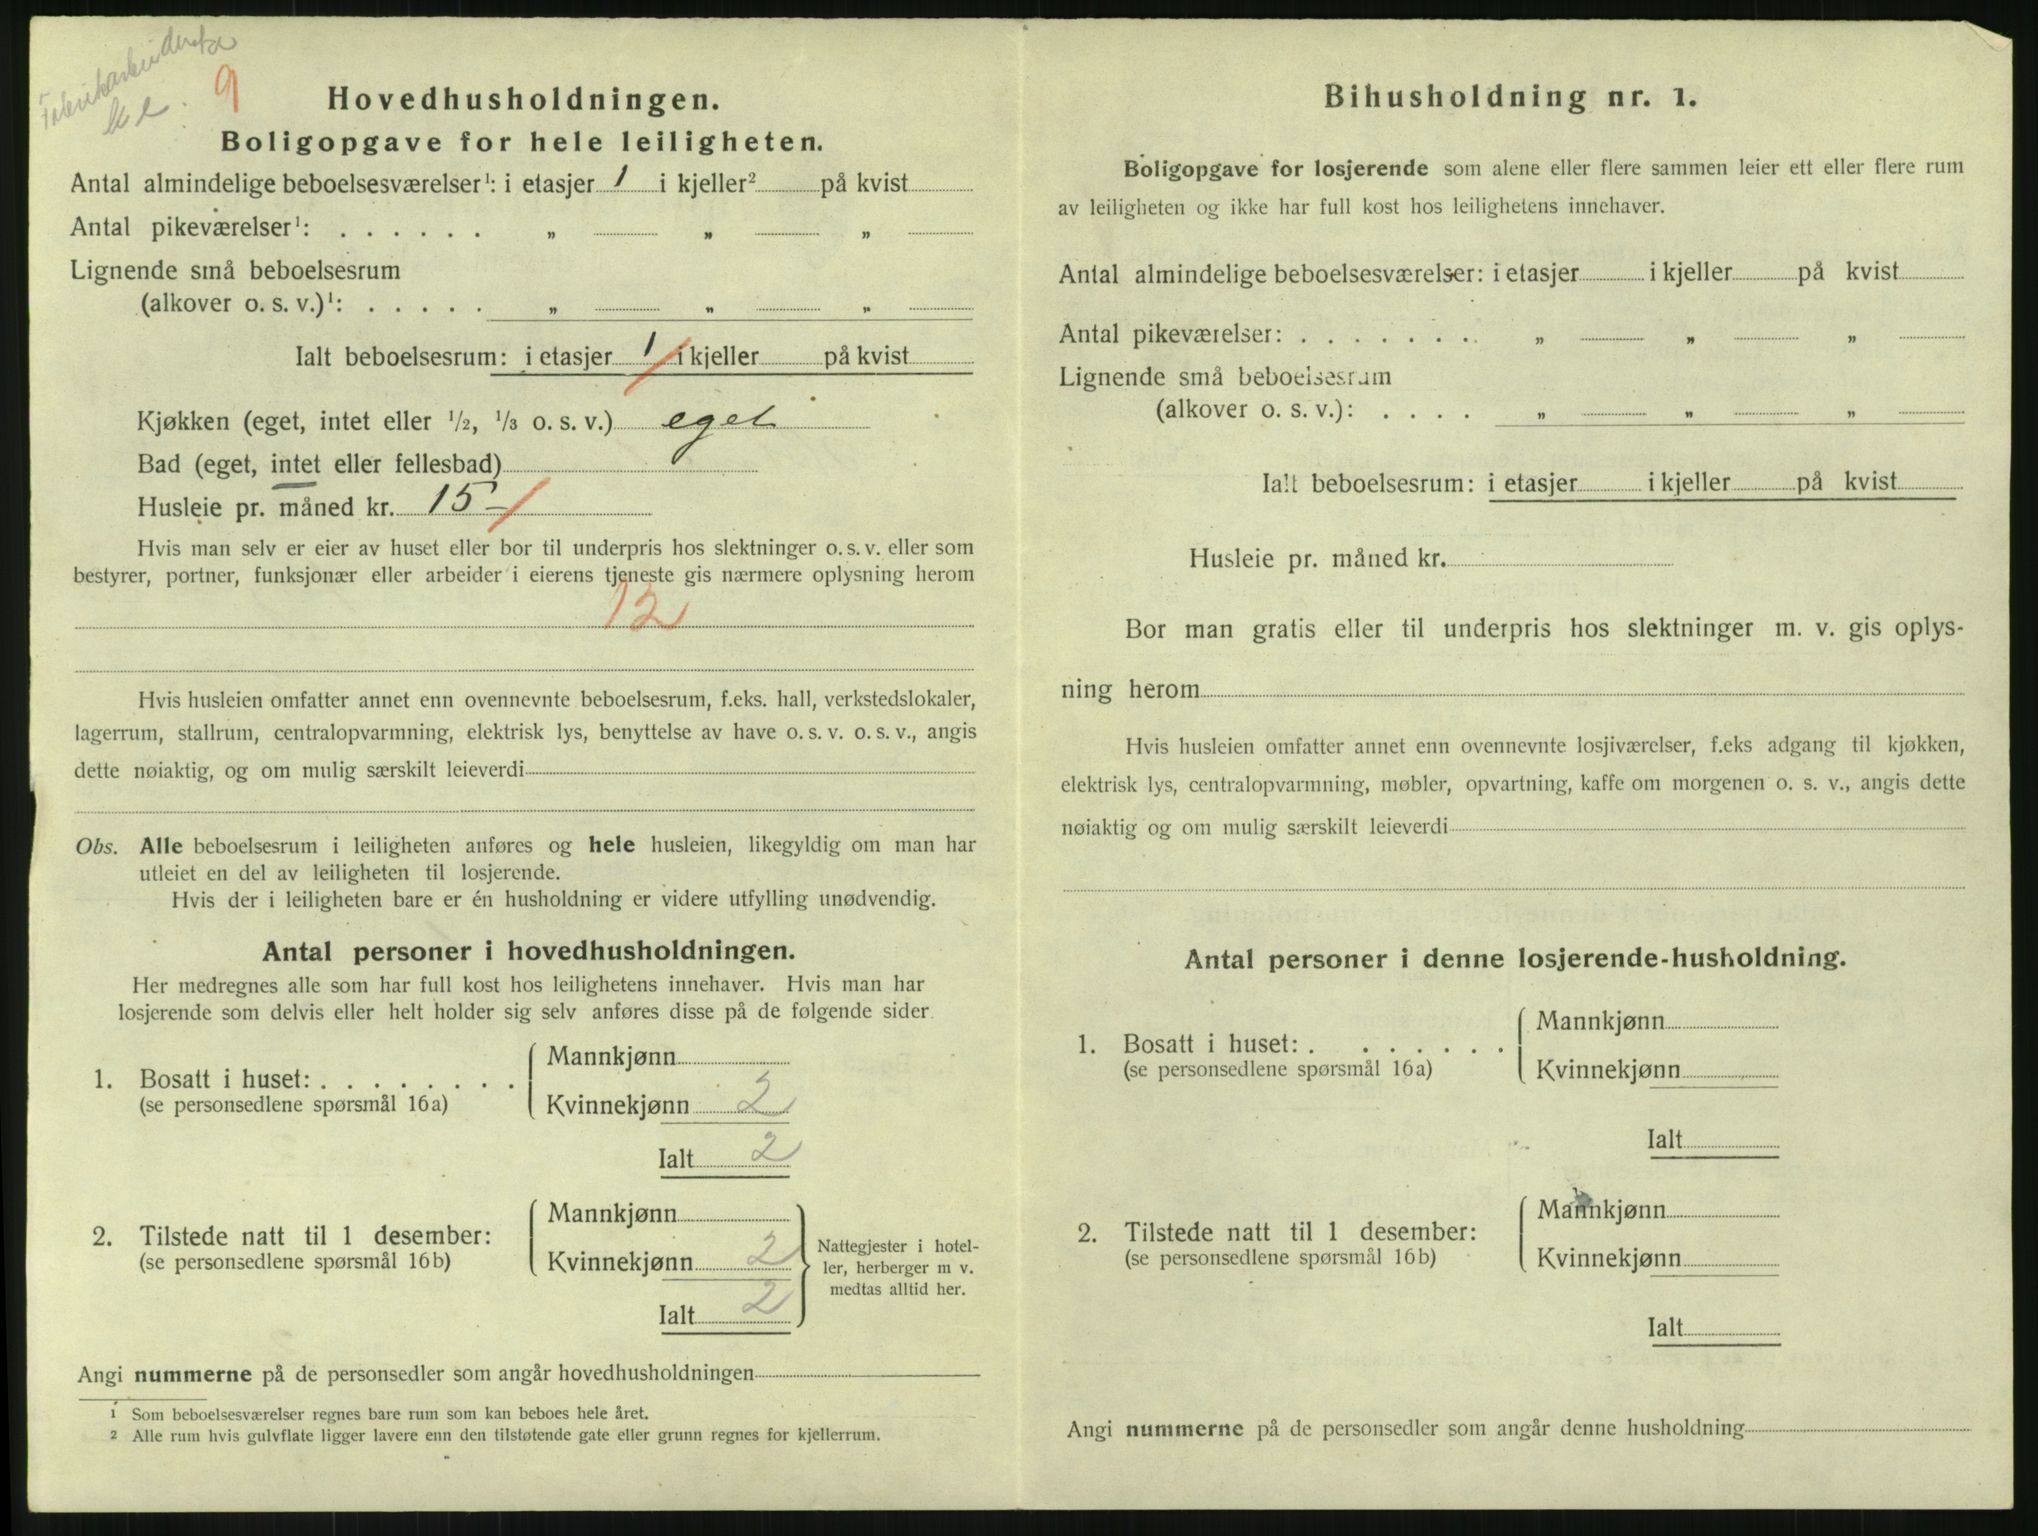 9
Hovedhusholdningen.
Boligopgave for hele leiligheten.
Antal almindelige beboelsesværelser¹: i etasjer 1 i kjeller² på kvist
Antal pikeværelser¹: . . . . . . „ „ „
Lignende små beboelsesrum
(alkover o. s. v.)¹: . . . . . „ „ „
Ialt beboelsesrum: i etasjer 1 i kjeller på kvist
Kjøkken (eget, intet eller 1/2, 1/3 o. s. v.) eget
Bad (eget, intet eller fellesbad)
Husleie pr. måned kr. 15 –
Hvis man selv er eier av huset eller bor til underpris hos slektninger o. s. v. eller som
bestyrer, portner, funksjonær eller arbeider i eierens tjeneste gis nærmere oplysning herom
12
Hvis husleien omfatter annet enn ovennevnte beboelsesrum, f.eks. hall, verkstedslokaler,
lagerrum, stallrum, centralopvarmning, elektrisk lys, benyttelse av have o. s. v. o. s. v., angis
dette nøiaktig, og om mulig særskilt leieverdi
Obs. Alle beboelsesrum i leiligheten anføres og hele husleien, likegyldig om man har
utleiet en del av leiligheten til losjerende.
Hvis der i leiligheten bare er én husholdning er videre utfylling unødvendig.
Antal personer i hovedhusholdningen.
Her medregnes alle som har full kost hos leilighetens innehaver. Hvis man har
losjerende som delvis eller helt holder sig selv anføres disse på de følgende sider.
Mannkjønn
1. Bosatt i huset: . . . . . . . .
(se personsedlene spørsmål 16a)
Kvinnekjønn 2
Ialt 2
Mannkjønn
2. Tilstede natt til 1 desember:
(se personsedlene spørsmål 16b)
Kvinnekjønn 2
Ialt 2
Nattegjester i hotel-
ler, herberger m v.
medtas alltid her.
Angi nummerne på de personsedler som angår hovedhusholdningen
¹ Som beboelsesværelser regnes bare rum som kan beboes hele året.
² Alle rum hvis gulvflate ligger lavere enn den tilstøtende gate eller grunn regnes for kjellerrum.
Bihusholdning nr. 1.
Boligopgave for losjerende som alene eller flere sammen leier ett eller flere rum
av leiligheten og ikke har full kost hos leilighetens innehaver.
Antal almindelige beboelsesværelser: i etasjer i kjeller på kvist
Antal pikeværelser: . . . . . . . „ „ „
Lignende små beboelsesrum
(alkover o. s. v.): . . . . „ „ „
Ialt beboelsesrum: i etasjer i kjeller på kvist
Husleie pr. måned kr.
Bor man gratis eller til underpris hos slektninger m. v. gis oplys-
ning herom
Hvis husleien omfatter annet enn ovennevnte losjiværelser, f.eks adgang til kjøkken,
elektrisk lys, centralopvarmning, møbler, opvartning, kaffe om morgenen o. s. v., angis dette
nøiaktig og om mulig særskilt leieverdi
Antal personer i denne losjerende-husholdning.
Mannkjønn
1. Bosatt i huset: . . . . . . .
(se personsedlene spørsmål 16a)
Kvinnekjønn
Ialt
Mannkjønn
2. Tilstede natt til 1 desember:
(se personsedlene spørsmål 16b)
Kvinnekjønn
Ialt
Angi nummerne på de personsedler som angår denne husholdning